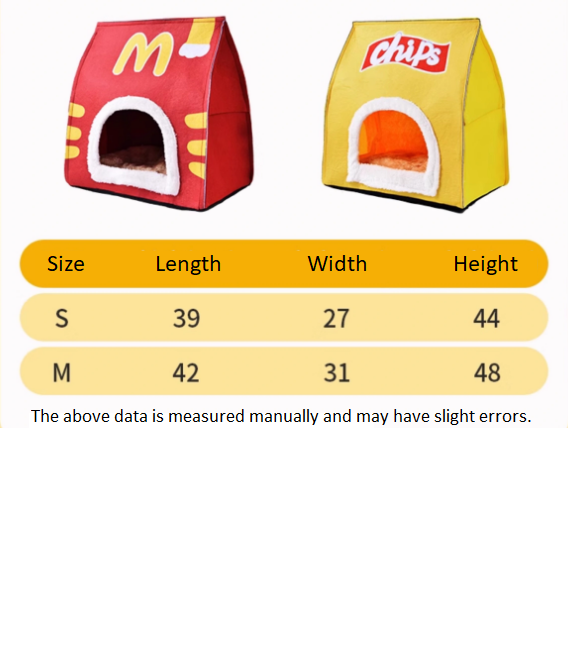 M
chips
Size Length Width Height
S 39 27 44
M 42 31 48
The above data is measured manually and may have slight errors.